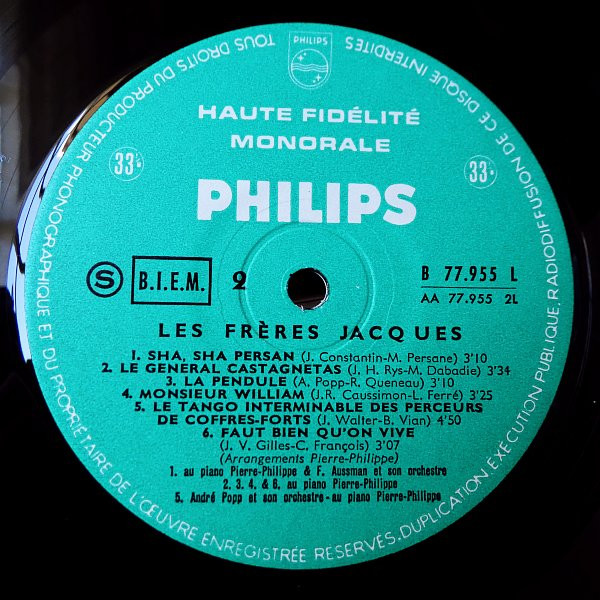 PHILIPS
TOUS DROITS DU PRODUCTEUR PHONOGRAPHIQUE ET DU PROPRIÉTAIRE DE L'ŒUVRE ENREGISTRÉE RESERVÉS. DUPLICATION EXÉCUTION PUBLIQUE, RADIODIFFUSION DE CE DISQUE INTERDITES
HAUTE FIDÉLITÉ
MONORALE
33⅓ 33⅓
PHILIPS
S B.I.E.M. 2 B 77.955 L
AA 77.955 2L
LES FRÈRES JACQUES
1. SHA, SHA PERSAN (J. Constantin-M. Persane) 3'10
2. LE GENERAL CASTAGNETAS (J. H. Rys-M. Dabadie) 3'34
3. LA PENDULE (A. Popp-R. Queneau) 3'10
4. MONSIEUR WILLIAM (J.R. Caussimon-L. Ferré) 3'25
5. LE TANGO INTERMINABLE DES PERCEURS
DE COFFRES-FORTS (J. Walter-B. Vian) 4'50
6. FAUT BIEN QU'ON VIVE
(J. V. Gilles-C. François) 3'07
(Arrangements Pierre-Philippe)
1. au piano Pierre-Philippe & F. Aussman et son orchestre
2. 3. 4. & 6. au piano Pierre-Philippe
5. André Popp et son orchestre-au piano Pierre-Philippe